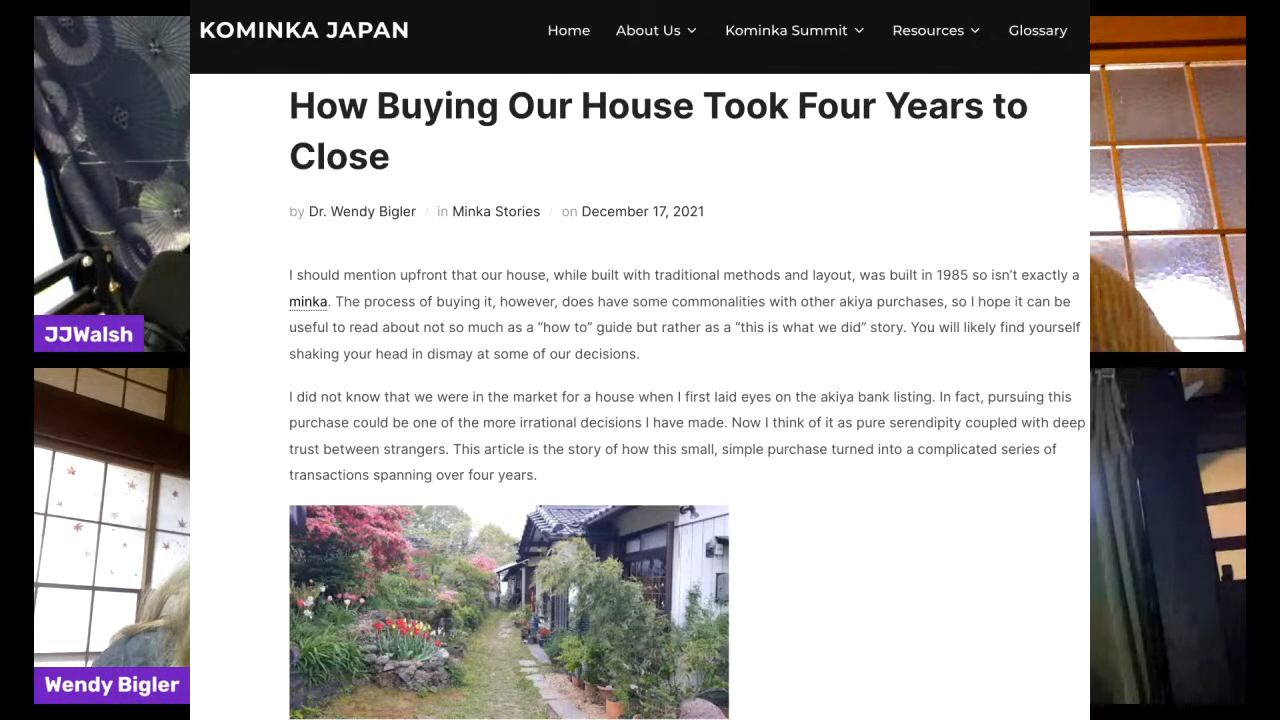 KOMINKA JAPAN
Home About Us Kominka Summit Resources Glossary
How Buying Our House Took Four Years to
Close
by Dr. Wendy Bigler / in Minka Stories / on December 17, 2021
I should mention upfront that our house, while built with traditional methods and layout, was built in 1985 so isn’t exactly a
minka. The process of buying it, however, does have some commonalities with other akiya purchases, so I hope it can be
useful to read about not so much as a “how to” guide but rather as a “this is what we did” story. You will likely find yourself
shaking your head in dismay at some of our decisions.
I did not know that we were in the market for a house when I first laid eyes on the akiya bank listing. In fact, pursuing this
purchase could be one of the more irrational decisions I have made. Now I think of it as pure serendipity coupled with deep
trust between strangers. This article is the story of how this small, simple purchase turned into a complicated series of
transactions spanning over four years.
JJWalsh
Wendy Bigler